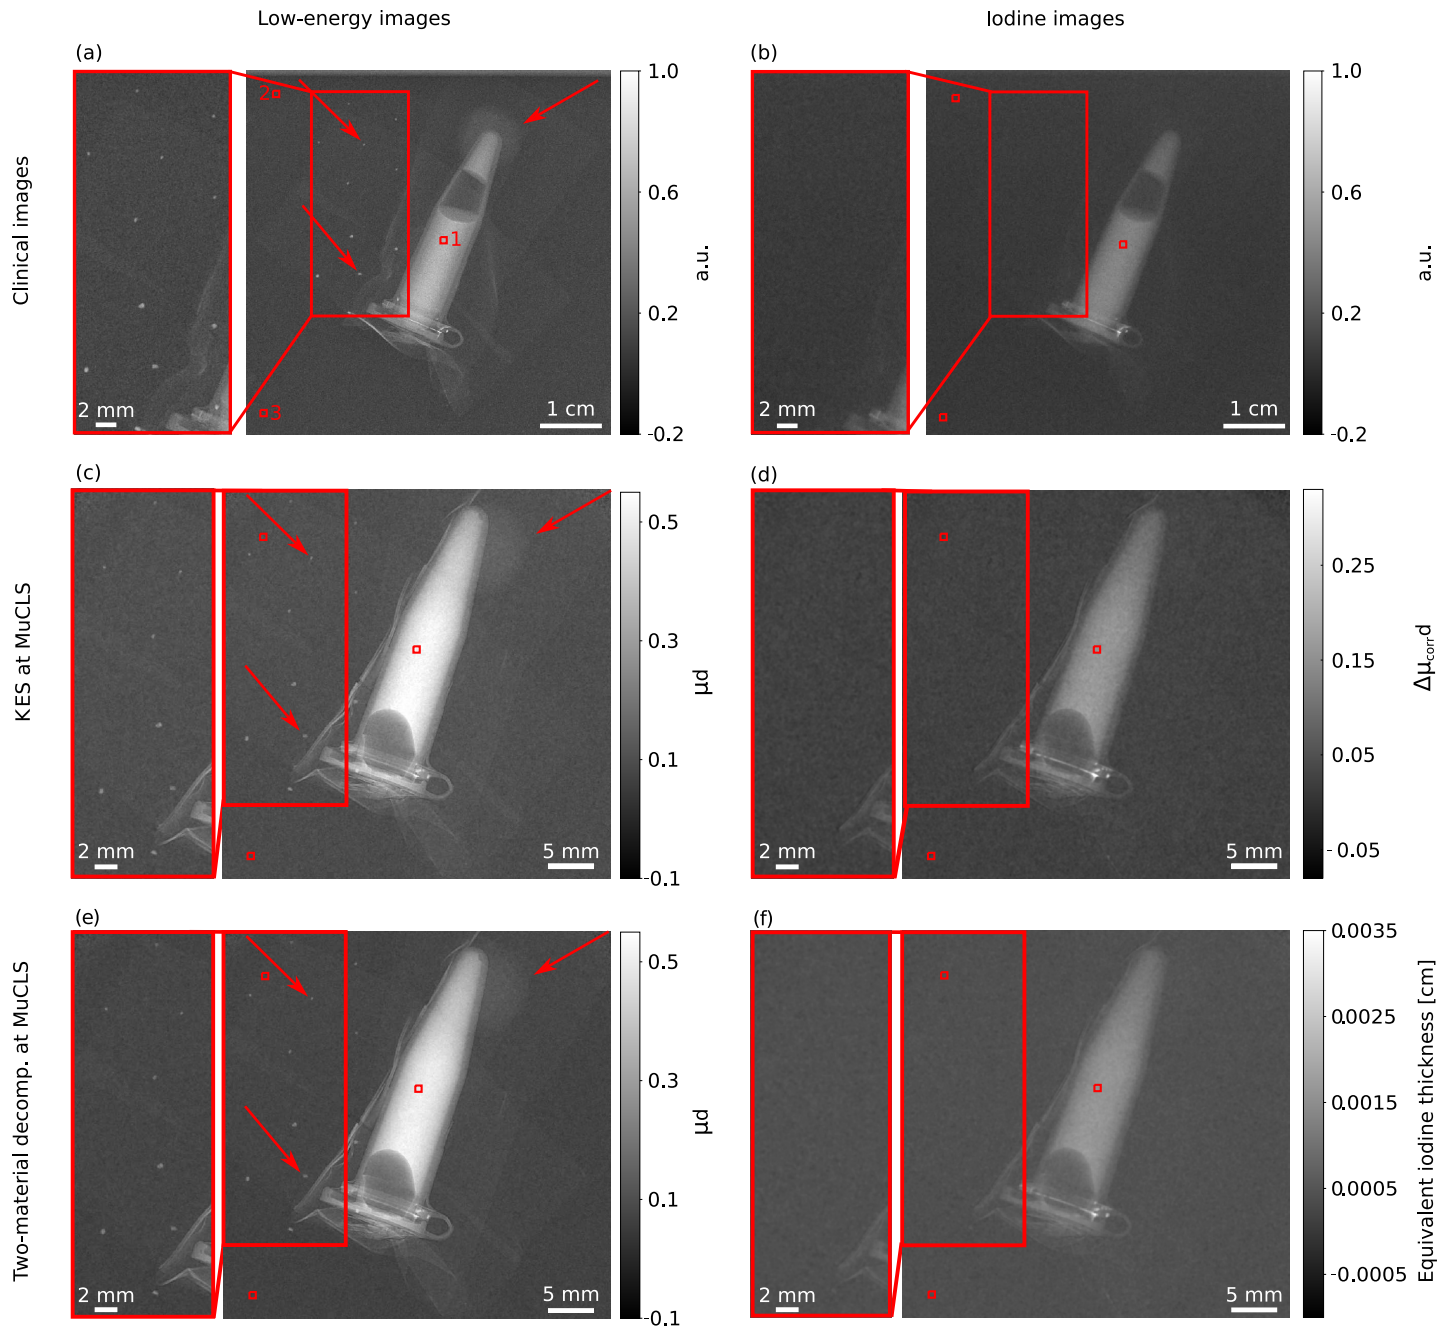 Low-energy images
Iodine images
Clinical images
(a)
2
1
3
2 mm
1 cm
1.0
0.6
0.2
-0.2
a.u.
(b)
2 mm
1 cm
1.0
0.6
0.2
-0.2
a.u.
KES at MuCLS
(c)
2 mm
5 mm
0.5
0.3
0.1
-0.1
μd
(d)
2 mm
5 mm
0.25
0.15
0.05
-0.05
Δμcorrd
Two-material decomp. at MuCLS
(e)
2 mm
5 mm
0.5
0.3
0.1
-0.1
μd
(f)
2 mm
5 mm
0.0035
0.0025
0.0015
0.0005
-0.0005
Equivalent iodine thickness [cm]